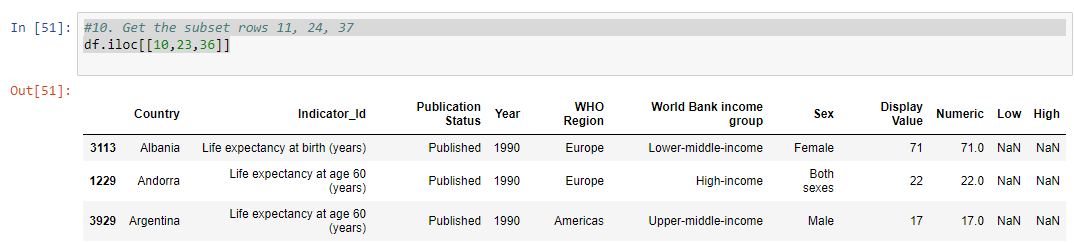 In [51]: #10. Get the subset rows 11, 24, 37
df.iloc[[10,23,36]]
Out[51]:
Country Indicator_Id Publication Status Year WHO Region World Bank income group Sex Display Value Numeric Low High
3113 Albania Life expectancy at birth (years) Published 1990 Europe Lower-middle-income Female 71 71.0 NaN NaN
1229 Andorra Life expectancy at age 60 (years) Published 1990 Europe High-income Both sexes 22 22.0 NaN NaN
3929 Argentina Life expectancy at age 60 (years) Published 1990 Americas Upper-middle-income Male 17 17.0 NaN NaN